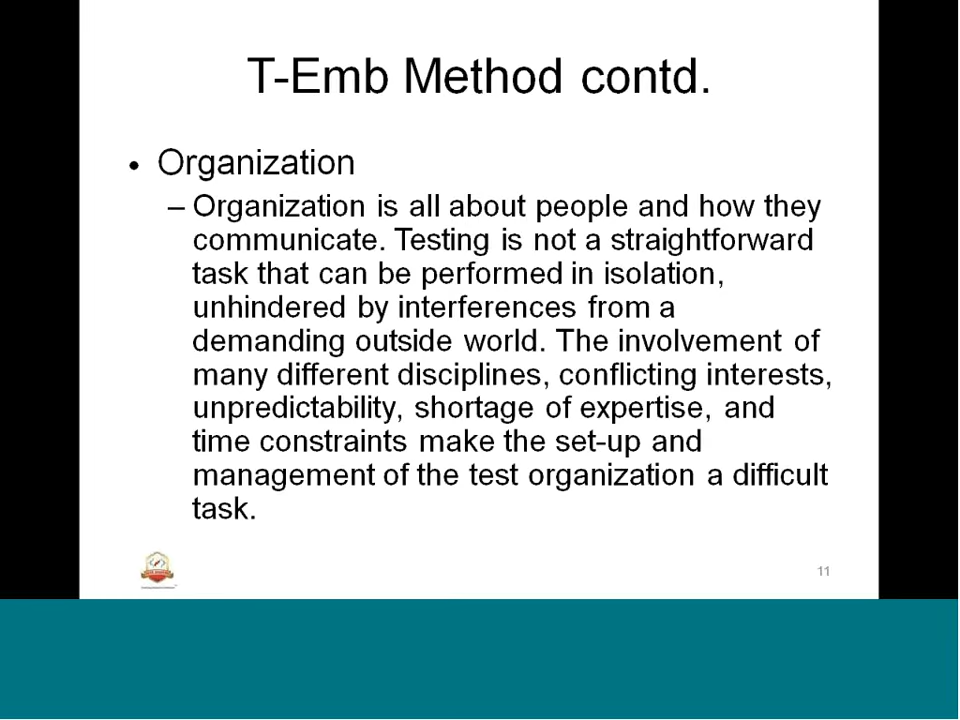 T-Emb Method contd.
• Organization
– Organization is all about people and how they
communicate. Testing is not a straightforward
task that can be performed in isolation,
unhindered by interferences from a
demanding outside world. The involvement of
many different disciplines, conflicting interests,
unpredictability, shortage of expertise, and
time constraints make the set-up and
management of the test organization a difficult
task.
11